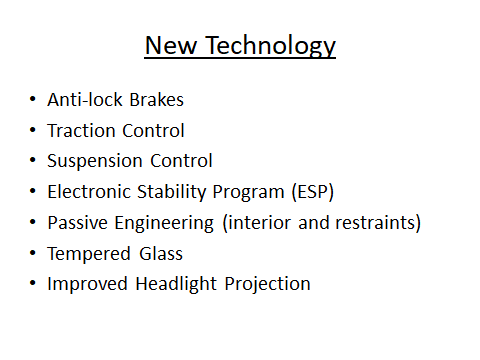 New Technology
• Anti-lock Brakes
• Traction Control
• Suspension Control
• Electronic Stability Program (ESP)
• Passive Engineering (interior and restraints)
• Tempered Glass
• Improved Headlight Projection